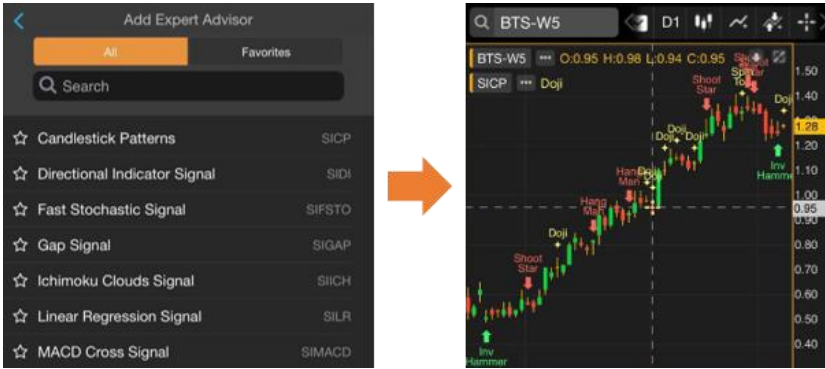 Add Expert Advisor
All
Favorites
Search
Candlestick Patterns SICP
Directional Indicator Signal SIDI
Fast Stochastic Signal SIFSTO
Gap Signal SIGAP
Ichimoku Clouds Signal SIICH
Linear Regression Signal SILR
MACD Cross Signal SIMACD
BTS-W5 D1
BTS-W5 O:0.95 H:0.98 L:0.94 C:0.95
SICP Doji
Shoot
Star
Spin
Doji
Inv
Hammer
Shoot
Star
Doji
Doji
Doji
Hang
Man
Doji
Hang
Man
Doji
Shoot
Star
Inv
Hammer
1.50
1.40
1.28
1.20
1.10
1.00
0.95
0.90
0.80
0.70
0.60
0.50
0.40